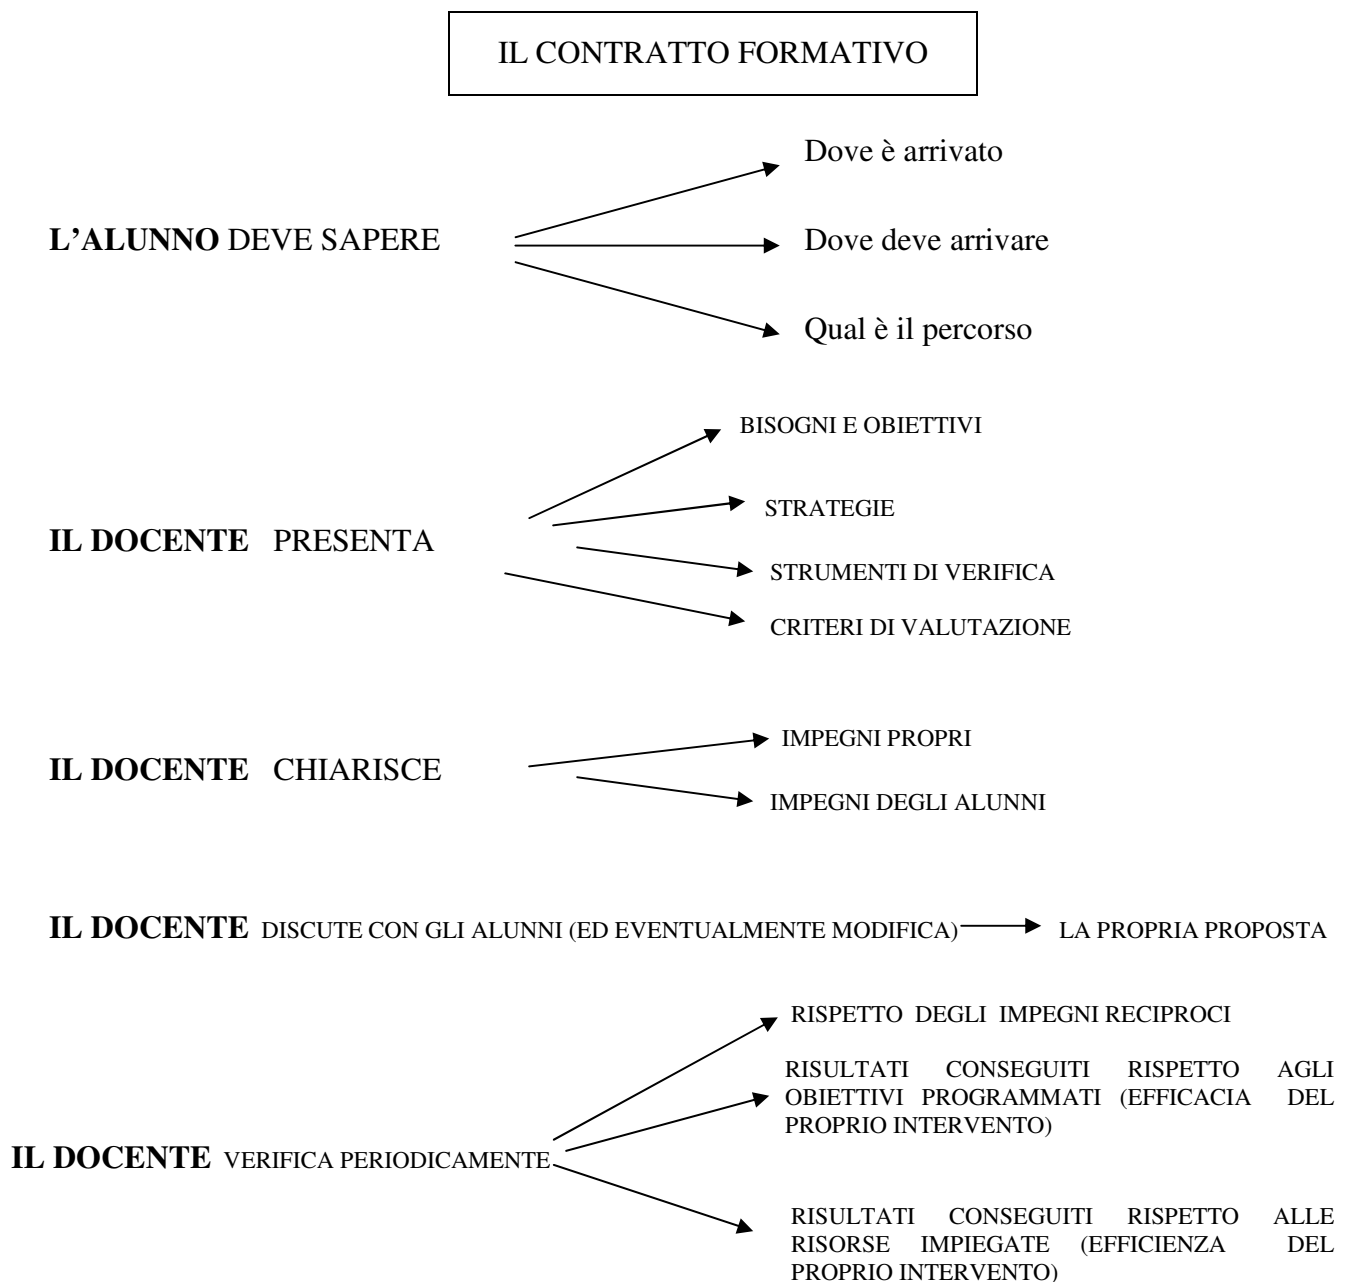 IL CONTRATTO FORMATIVO
Dove è arrivato
L’ALUNNO DEVE SAPERE
Dove deve arrivare
Qual è il percorso
BISOGNI E OBIETTIVI
STRATEGIE
IL DOCENTE PRESENTA
STRUMENTI DI VERIFICA
CRITERI DI VALUTAZIONE
IMPEGNI PROPRI
IL DOCENTE CHIARISCE
IMPEGNI DEGLI ALUNNI
IL DOCENTE DISCUTE CON GLI ALUNNI (ED EVENTUALMENTE MODIFICA) LA PROPRIA PROPOSTA
RISPETTO DEGLI IMPEGNI RECIPROCI
RISULTATI CONSEGUITI RISPETTO AGLI
OBIETTIVI PROGRAMMATI (EFFICACIA DEL
PROPRIO INTERVENTO)
IL DOCENTE VERIFICA PERIODICAMENTE
RISULTATI CONSEGUITI RISPETTO ALLE
RISORSE IMPIEGATE (EFFICIENZA DEL
PROPRIO INTERVENTO)